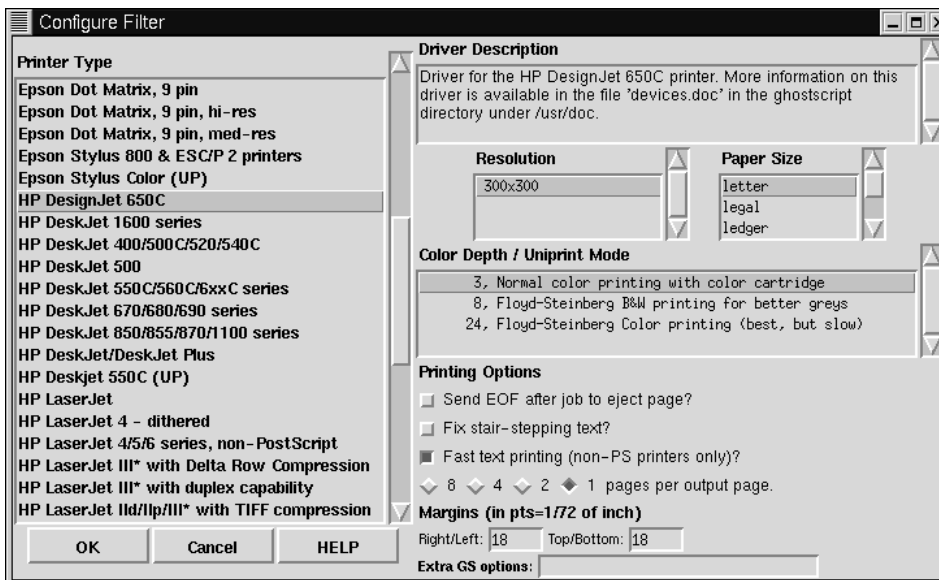 Configure Filter
Printer Type
Epson Dot Matrix, 9 pin
Epson Dot Matrix, 9 pin, hi-res
Epson Dot Matrix, 9 pin, med-res
Epson Stylus 800 & ESC/P 2 printers
Epson Stylus Color (UP)
HP DesignJet 650C
HP DeskJet 1600 series
HP DeskJet 400/500C/520/540C
HP DeskJet 500
HP DeskJet 550C/560C/6xxC series
HP DeskJet 670/680/690 series
HP DeskJet 850/855/870/1100 series
HP DeskJet/DeskJet Plus
HP Deskjet 550C (UP)
HP LaserJet
HP LaserJet 4 - dithered
HP LaserJet 4/5/6 series, non-PostScript
HP LaserJet III* with Delta Row Compression
HP LaserJet III* with duplex capability
HP LaserJet IId/IIp/III* with TIFF compression
OK
Cancel
HELP
Driver Description
Driver for the HP DesignJet 650C printer. More information on this
driver is available in the file 'devices.doc' in the ghostscript
directory under /usr/doc.
Resolution
300x300
Paper Size
letter
legal
ledger
Color Depth / Uniprint Mode
3, Normal color printing with color cartridge
8, Floyd-Steinberg B&W printing for better greys
24, Floyd-Steinberg Color printing (best, but slow)
Printing Options
Send EOF after job to eject page?
Fix stair-stepping text?
Fast text printing (non-PS printers only)?
8 4 2 1 pages per output page.
Margins (in pts=1/72 of inch)
Right/Left: 18 Top/Bottom: 18
Extra GS options: